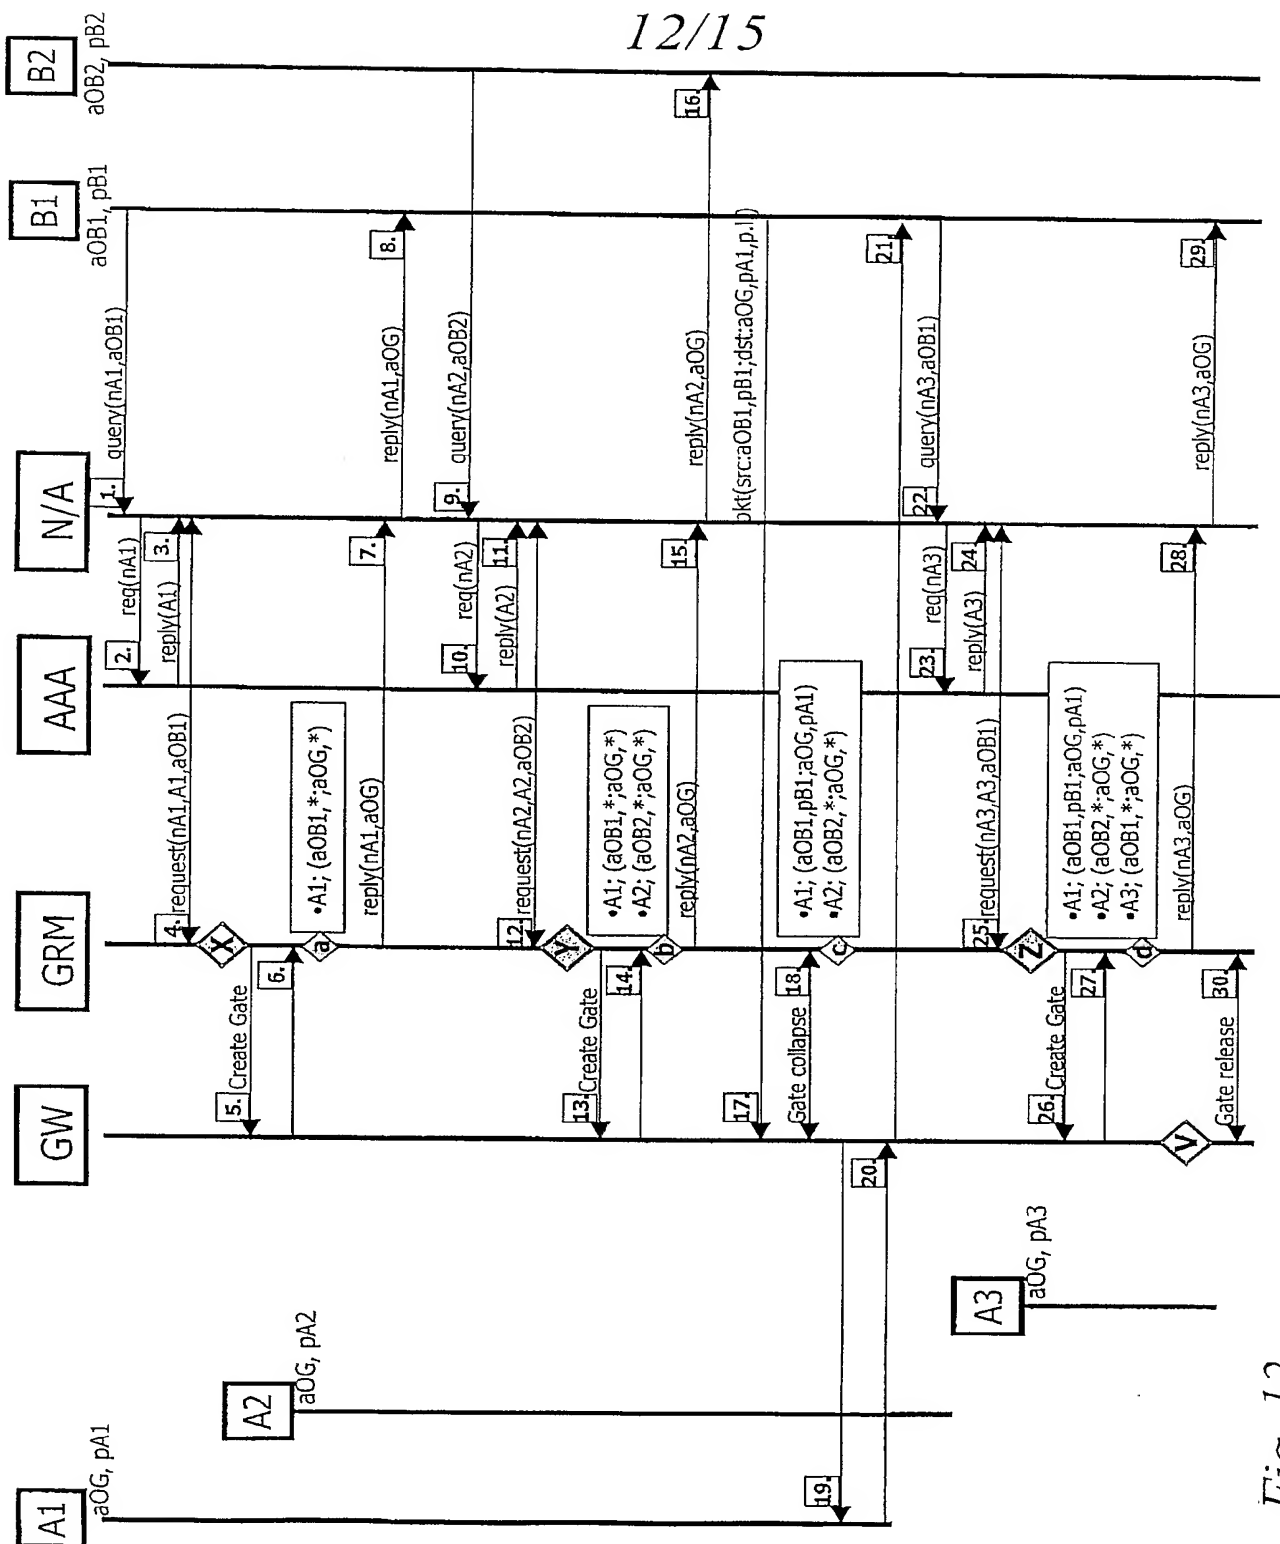 12/15
A1
aOG, pA1
A2
aOG, pA2
A3
aOG, pA3
GW
GRM
AAA
N/A
B1
aOB1, pB1
B2
aOB2, pB2
1. query(nA1,aOB1)
2. req(nA1)
3. reply(A1)
4. request(nA1,A1,aOB1)
X
5. Create Gate
6.
a
•A1; (aOB1,*;aOG,*)
7. reply(nA1,aOG)
8. reply(nA1,aOG)
9. query(nA2,aOB2)
10. req(nA2)
11. reply(A2)
12. request(nA2,A2,aOB2)
Y
13. Create Gate
14.
b
•A1; (aOB1,*;aOG,*)
•A2; (aOB2,*;aOG,*)
15. reply(nA2,aOG)
16. reply(nA2,aOG)
17. pkt(src:aOB1,pB1;dst:aOG,pA1,p.I)
18. Gate collapse
c
•A1; (aOB1,pB1;aOG,pA1)
•A2; (aOB2,*;aOG,*)
19.
20.
21.
22. query(nA3,aOB1)
23. req(nA3)
24. reply(A3)
25. request(nA3,A3,aOB1)
Z
26. Create Gate
27.
d
•A1; (aOB1,pB1;aOG,pA1)
•A2; (aOB2,*;aOG,*)
•A3; (aOB1,*;aOG,*)
28. reply(nA3,aOG)
29. reply(nA3,aOG)
V
30. Gate release
Fig. 12